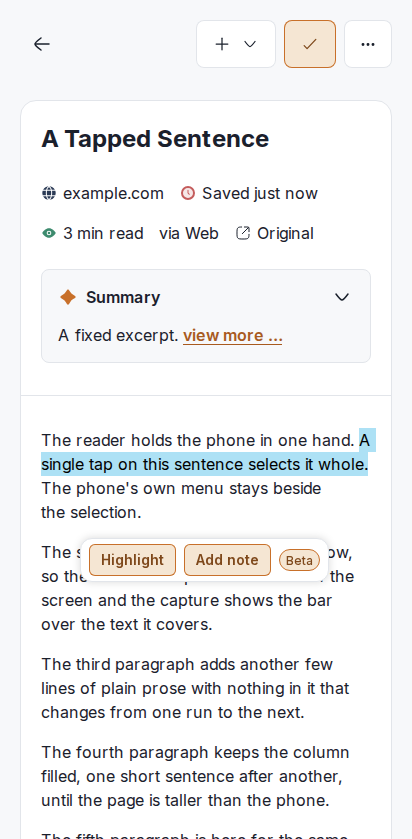 A Tapped Sentence
example.com Saved just now
3 min read via Web Original
Summary
A fixed excerpt. view more ...
The reader holds the phone in one hand. A
single tap on this sentence selects it whole.
The phone's own menu stays beside
the selection.
The
Highlight Add note Beta
so the the
screen and the capture shows the bar
over the text it covers.
The third paragraph adds another few
lines of plain prose with nothing in it that
changes from one run to the next.
The fourth paragraph keeps the column
filled, one short sentence after another,
until the page is taller than the phone.